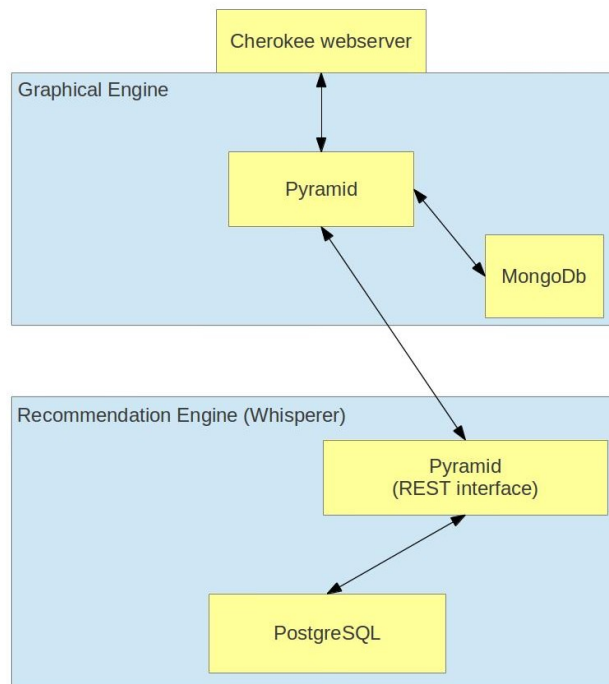 Cherokee webserver
Graphical Engine
Pyramid
MongoDb
Recommendation Engine (Whisperer)
Pyramid
(REST interface)
PostgreSQL